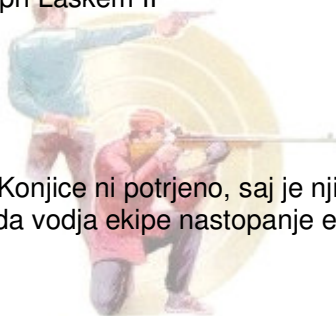 pri Laškem II
Konjice ni potrjeno, saj je nji
da vodja ekipe nastopanje e